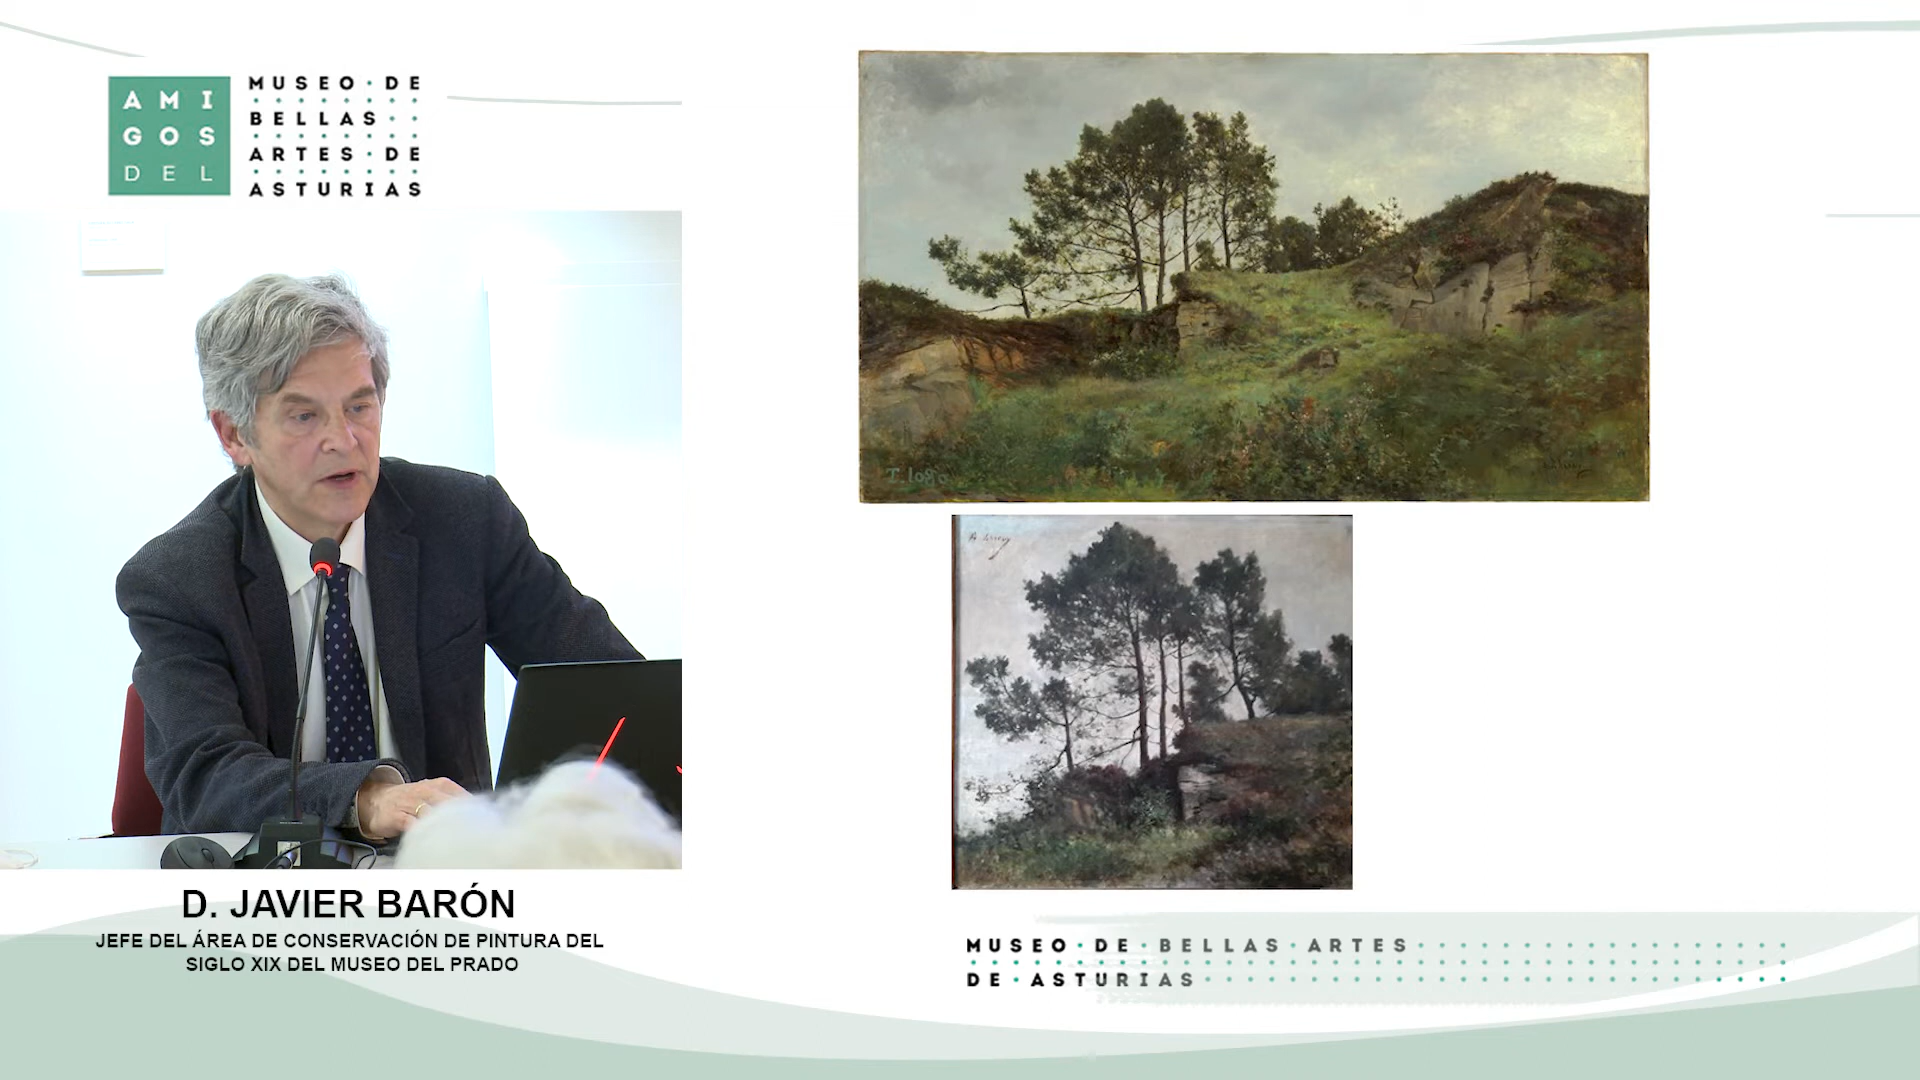 AMI
GOS
DEL
MUSEO · DE
BELLAS
ARTES · DE
ASTURIAS
T. 1080
D. JAVIER BARÓN
JEFE DEL ÁREA DE CONSERVACIÓN DE PINTURA DEL
SIGLO XIX DEL MUSEO DEL PRADO
MUSEO · DE · BELLAS · ARTES
DE · ASTURIAS